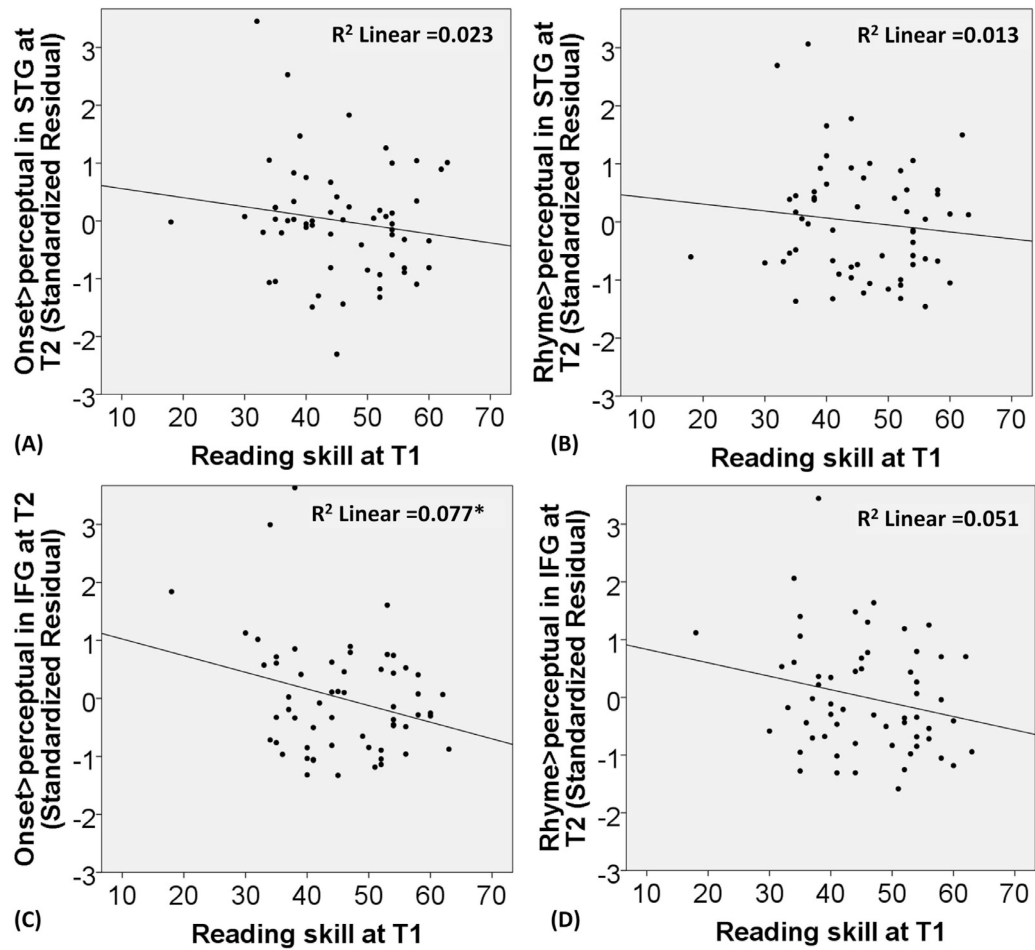 Onset>perceptual in STG at
T2 (Standardized Residual)
R² Linear =0.023
3
2
1
0
-1
-2
-3
10 20 30 40 50 60 70
(A)
Reading skill at T1
Rhyme>perceptual in STG at
T2 (Standardized Residual)
R² Linear =0.013
3
2
1
0
-1
-2
-3
10 20 30 40 50 60 70
(B)
Reading skill at T1
Onset>perceptual in IFG at T2
(Standardized Residual)
R² Linear =0.077*
3
2
1
0
-1
-2
-3
10 20 30 40 50 60 70
(C)
Reading skill at T1
Rhyme>perceptual in IFG at
T2 (Standardized Residual)
R² Linear =0.051
3
2
1
0
-1
-2
-3
10 20 30 40 50 60 70
(D)
Reading skill at T1